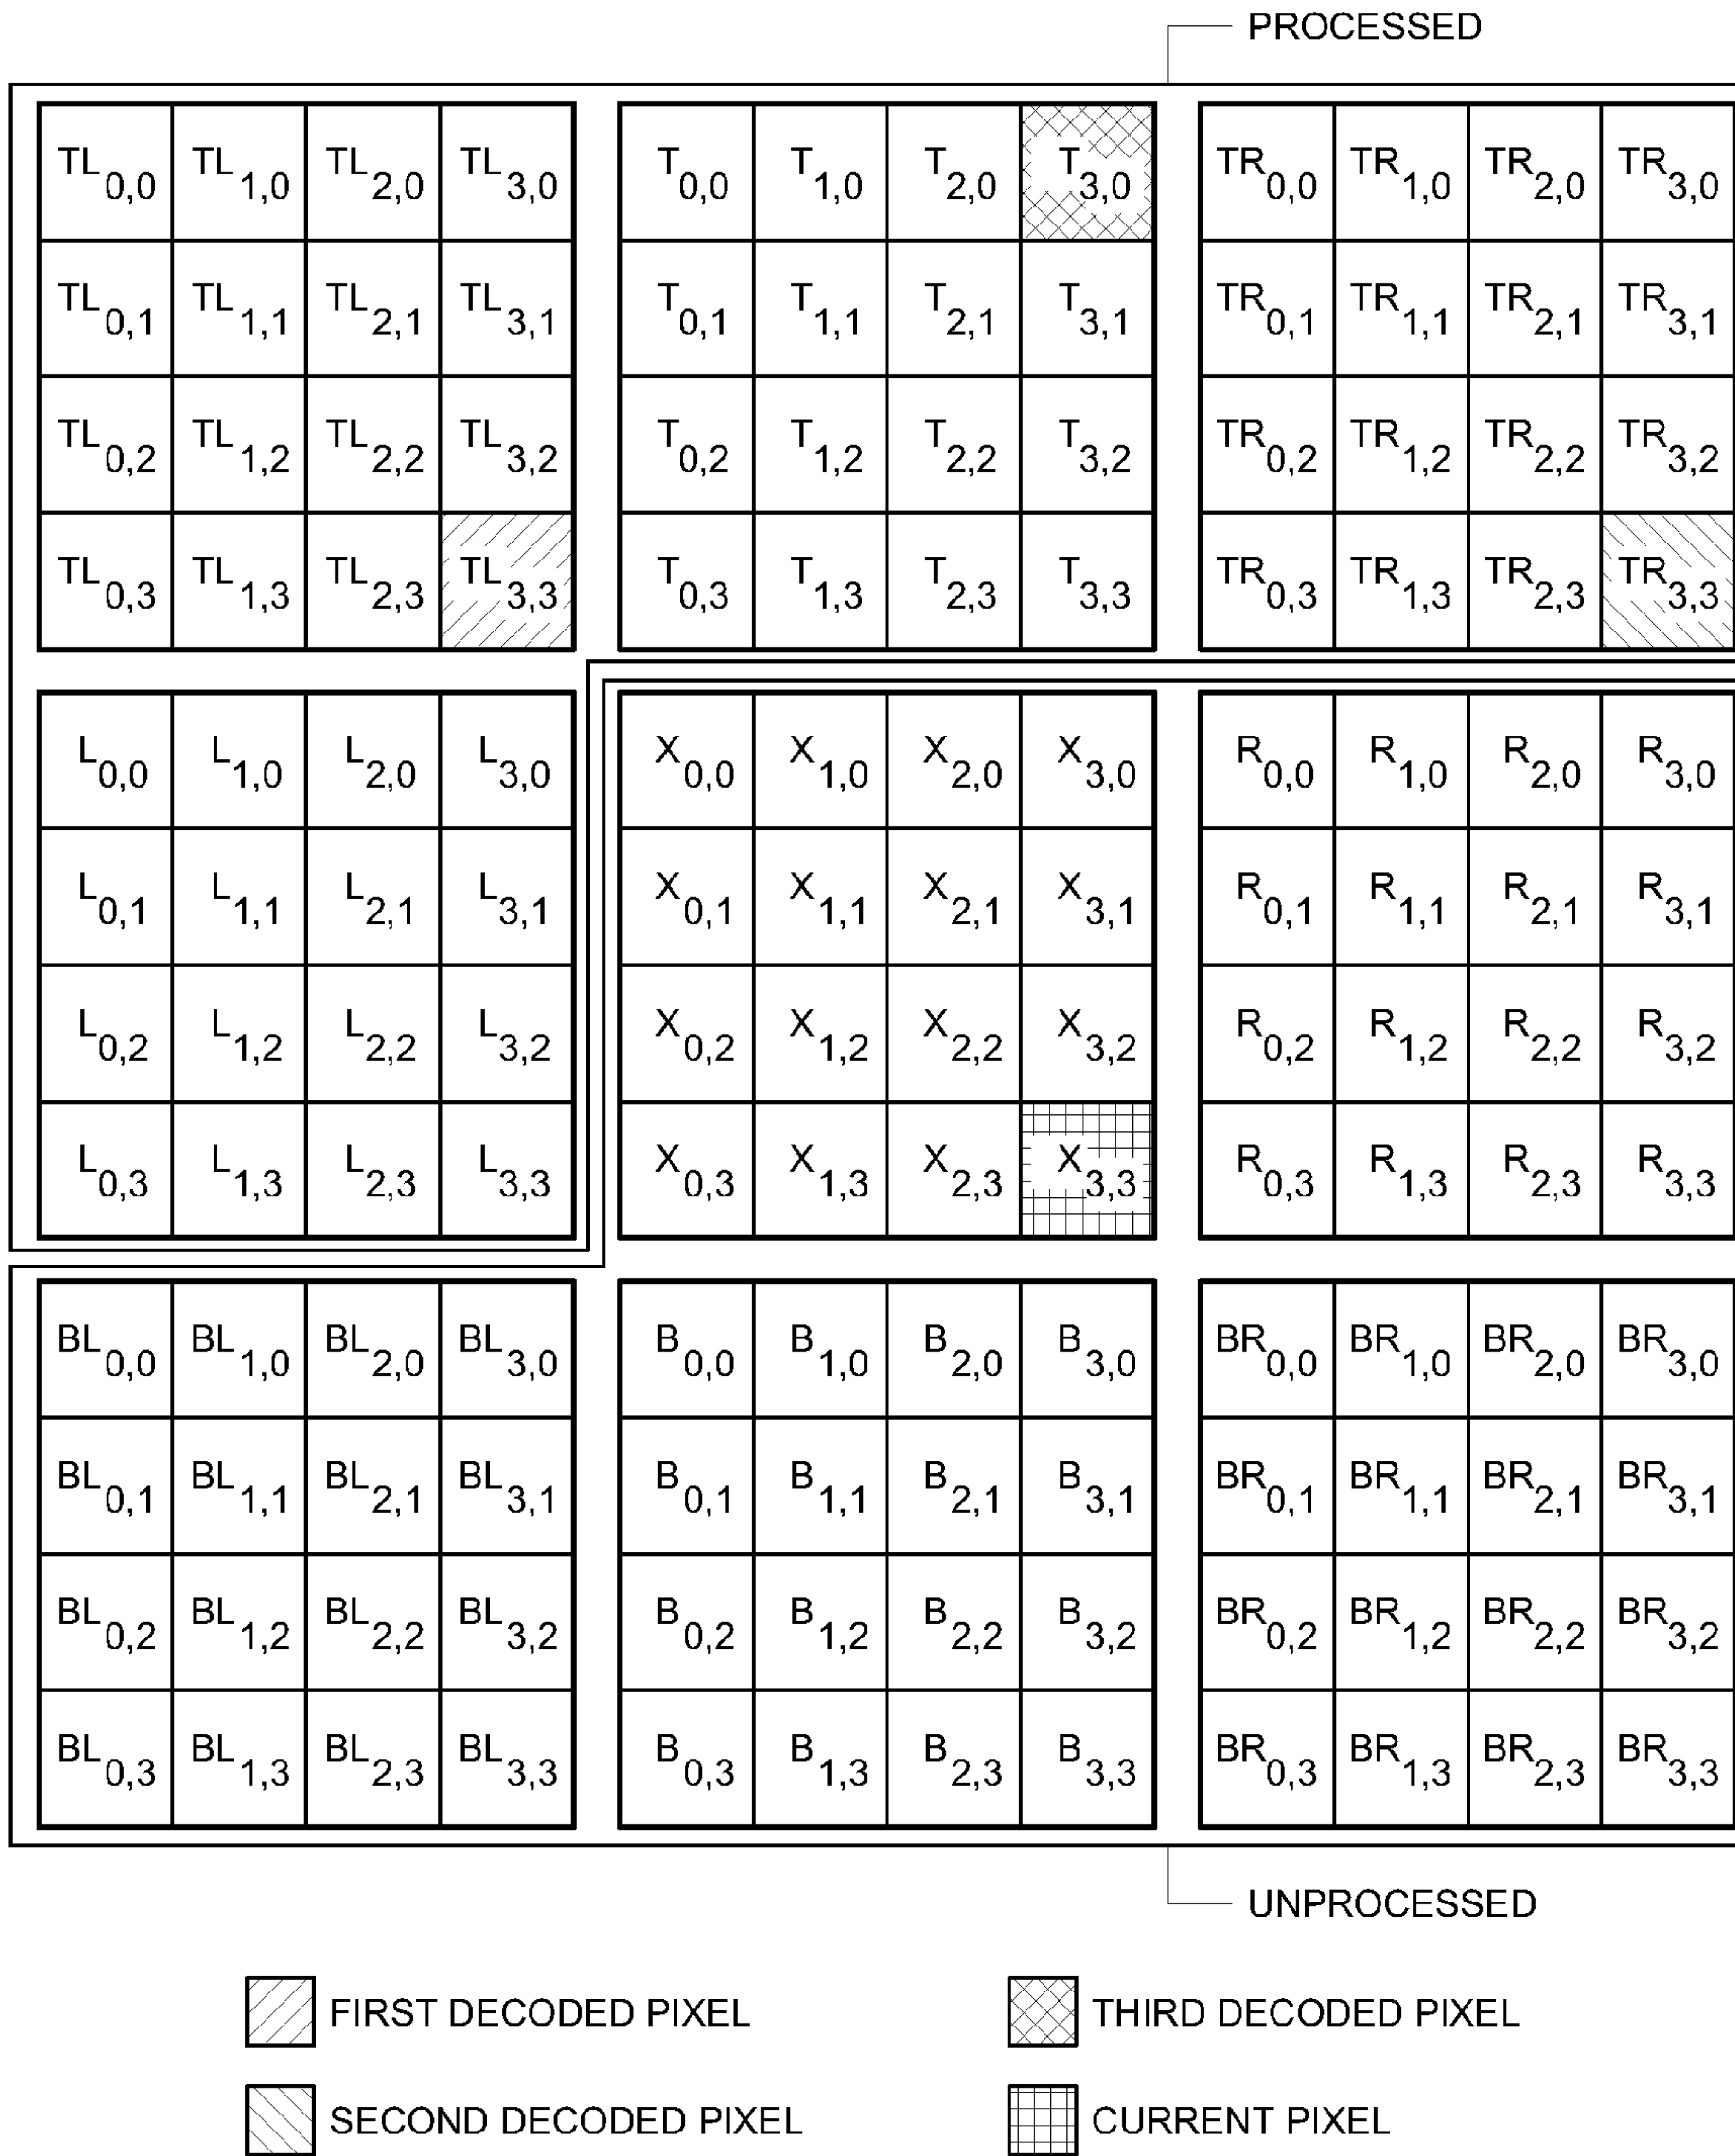 PROCESSED
TL0,0 TL1,0 TL2,0 TL3,0 T0,0 T1,0 T2,0 T3,0 TR0,0 TR1,0 TR2,0 TR3,0
TL0,1 TL1,1 TL2,1 TL3,1 T0,1 T1,1 T2,1 T3,1 TR0,1 TR1,1 TR2,1 TR3,1
TL0,2 TL1,2 TL2,2 TL3,2 T0,2 T1,2 T2,2 T3,2 TR0,2 TR1,2 TR2,2 TR3,2
TL0,3 TL1,3 TL2,3 TL3,3 T0,3 T1,3 T2,3 T3,3 TR0,3 TR1,3 TR2,3 TR3,3
L0,0 L1,0 L2,0 L3,0 X0,0 X1,0 X2,0 X3,0 R0,0 R1,0 R2,0 R3,0
L0,1 L1,1 L2,1 L3,1 X0,1 X1,1 X2,1 X3,1 R0,1 R1,1 R2,1 R3,1
L0,2 L1,2 L2,2 L3,2 X0,2 X1,2 X2,2 X3,2 R0,2 R1,2 R2,2 R3,2
L0,3 L1,3 L2,3 L3,3 X0,3 X1,3 X2,3 X3,3 R0,3 R1,3 R2,3 R3,3
BL0,0 BL1,0 BL2,0 BL3,0 B0,0 B1,0 B2,0 B3,0 BR0,0 BR1,0 BR2,0 BR3,0
BL0,1 BL1,1 BL2,1 BL3,1 B0,1 B1,1 B2,1 B3,1 BR0,1 BR1,1 BR2,1 BR3,1
BL0,2 BL1,2 BL2,2 BL3,2 B0,2 B1,2 B2,2 B3,2 BR0,2 BR1,2 BR2,2 BR3,2
BL0,3 BL1,3 BL2,3 BL3,3 B0,3 B1,3 B2,3 B3,3 BR0,3 BR1,3 BR2,3 BR3,3
UNPROCESSED
FIRST DECODED PIXEL
THIRD DECODED PIXEL
SECOND DECODED PIXEL
CURRENT PIXEL